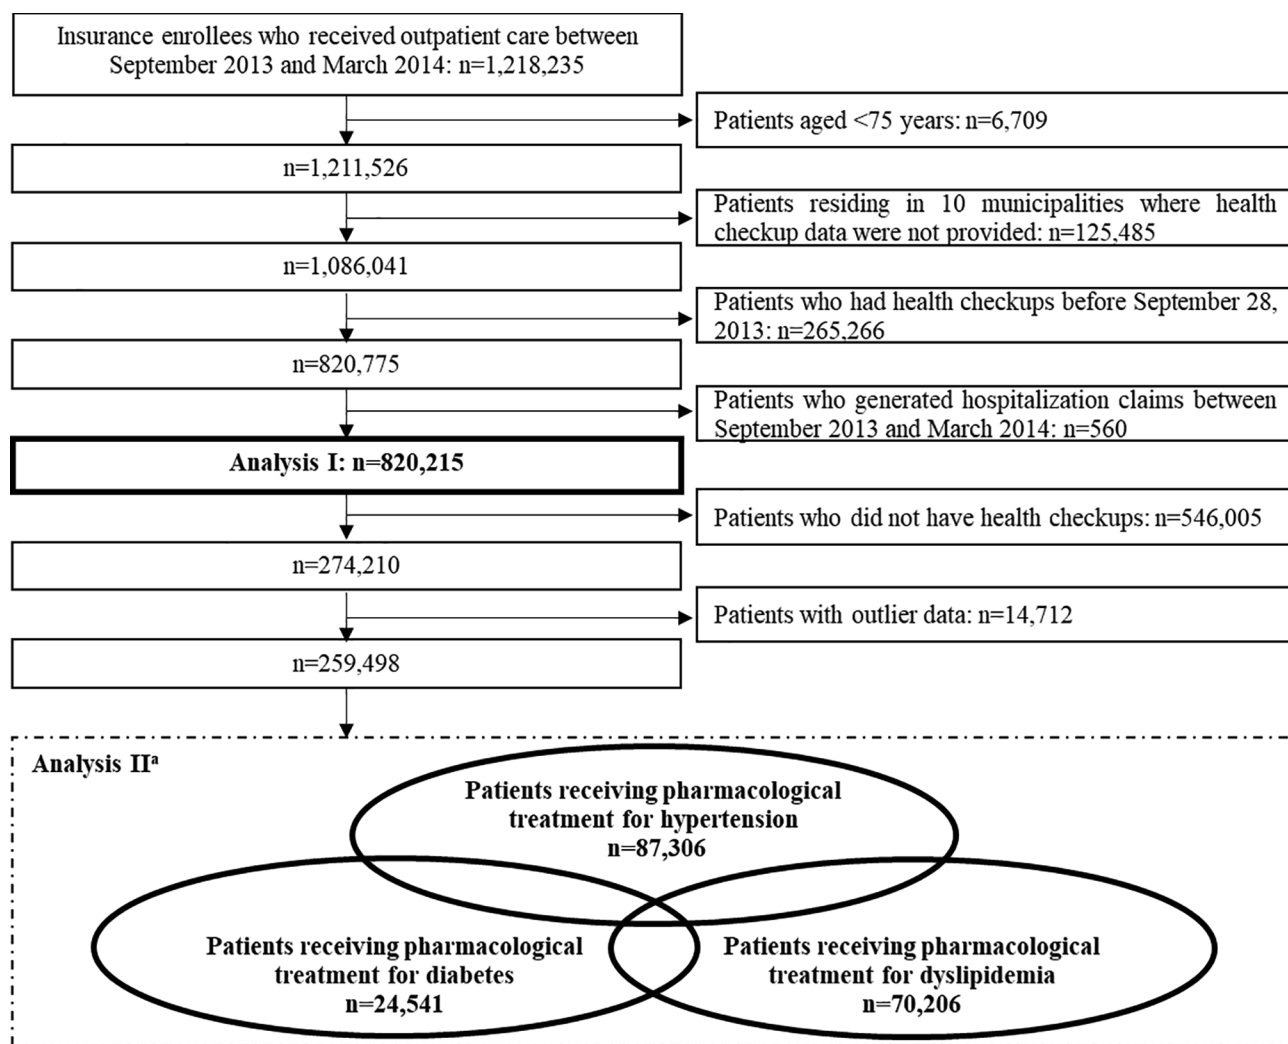 Insurance enrollees who received outpatient care between
September 2013 and March 2014: n=1,218,235
Patients aged <75 years: n=6,709
n=1,211,526
Patients residing in 10 municipalities where health
checkup data were not provided: n=125,485
n=1,086,041
Patients who had health checkups before September 28,
2013: n=265,266
n=820,775
Patients who generated hospitalization claims between
September 2013 and March 2014: n=560
Analysis I: n=820,215
Patients who did not have health checkups: n=546,005
n=274,210
Patients with outlier data: n=14,712
n=259,498
Analysis IIᵃ
Patients receiving pharmacological
treatment for hypertension
n=87,306
Patients receiving pharmacological
treatment for diabetes
n=24,541
Patients receiving pharmacological
treatment for dyslipidemia
n=70,206